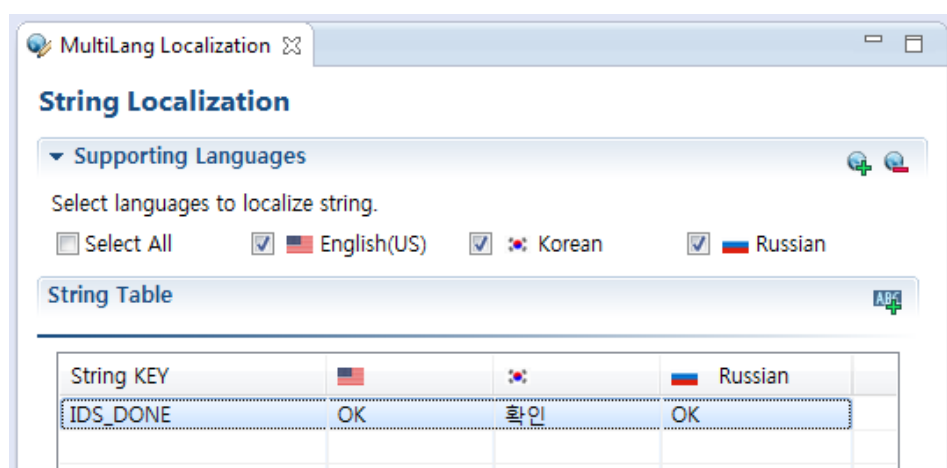 MultiLang Localization
String Localization
Supporting Languages
Select languages to localize string.
Select All English(US) Korean Russian
String Table
ABC
String KEY Russian
IDS_DONE OK 확인 OK